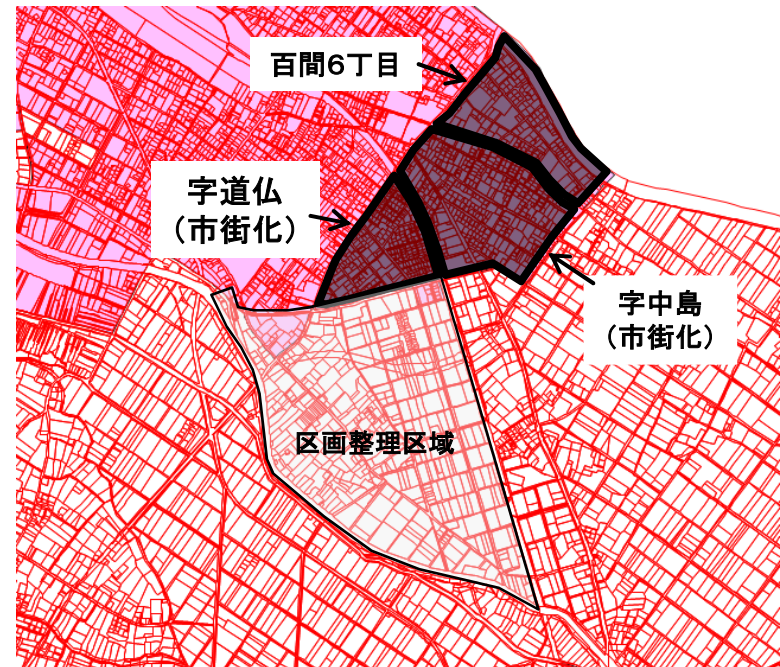 百間6丁目
字道仏
（市街化）
字中島
（市街化）
区画整理区域